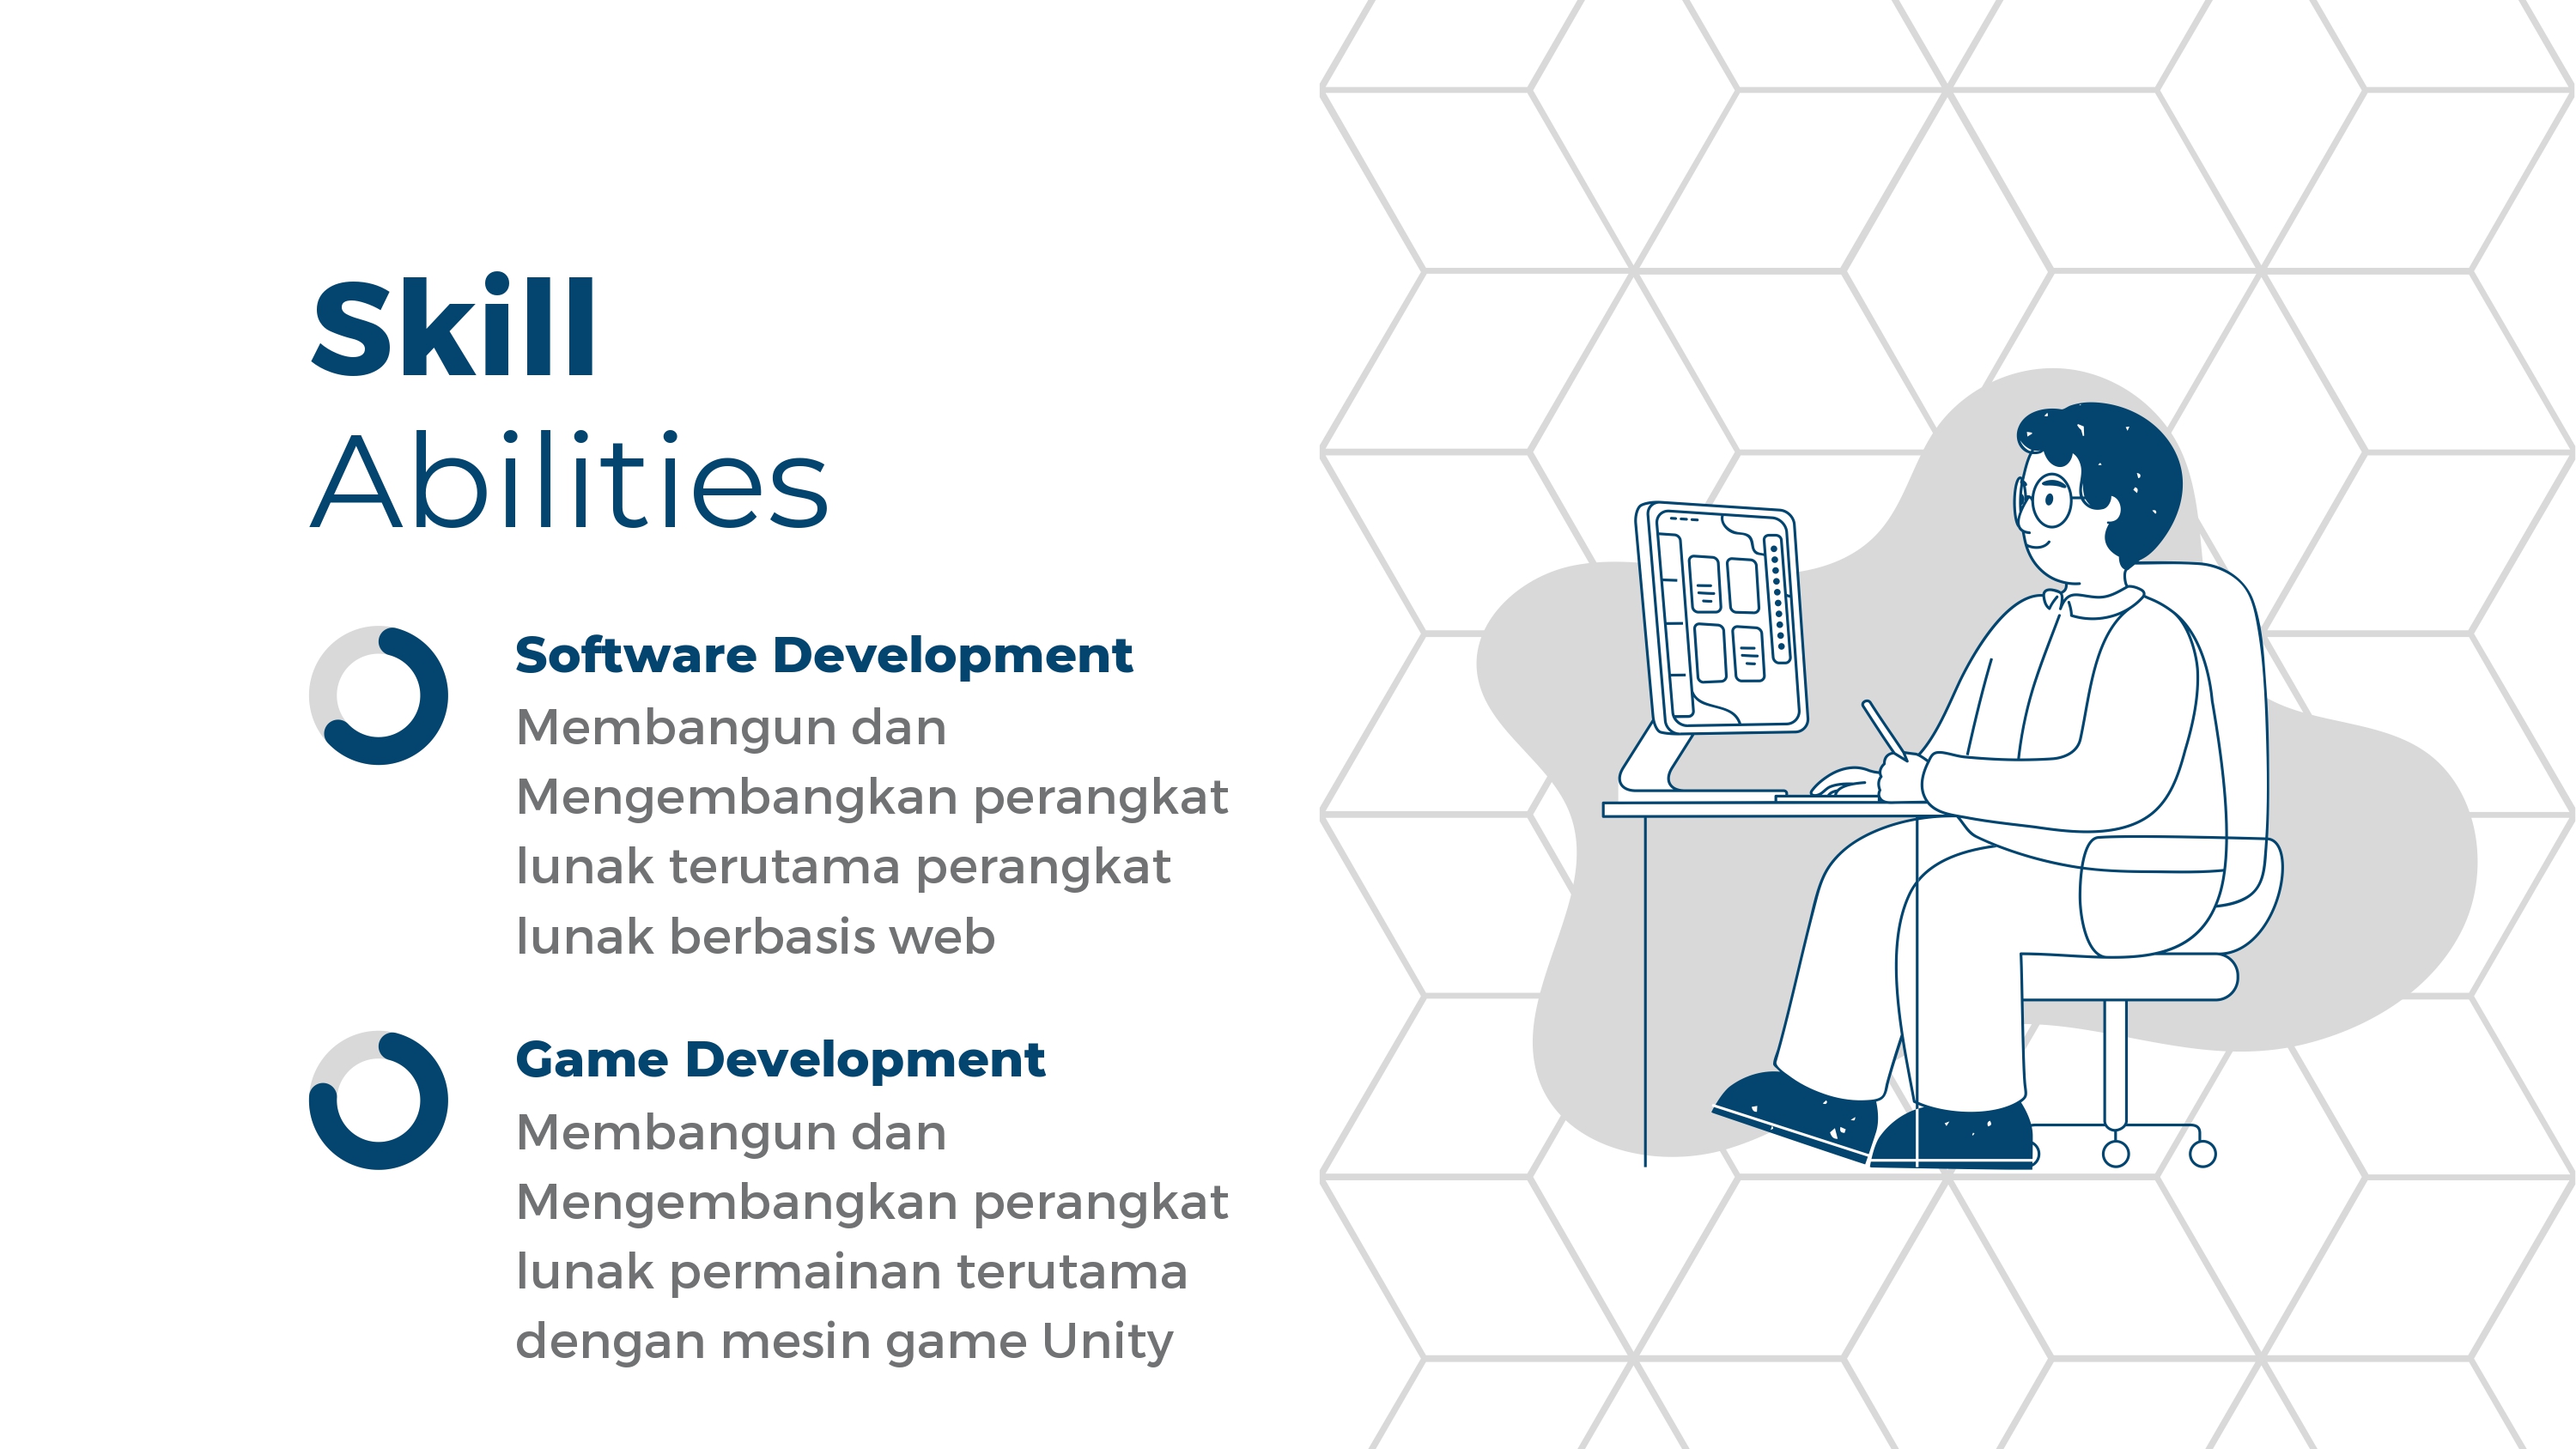 Skill
Abilities
Software Development
Membangun dan
Mengembangkan perangkat
lunak terutama perangkat
lunak berbasis web
Game Development
Membangun dan
Mengembangkan perangkat
lunak permainan terutama
dengan mesin game Unity